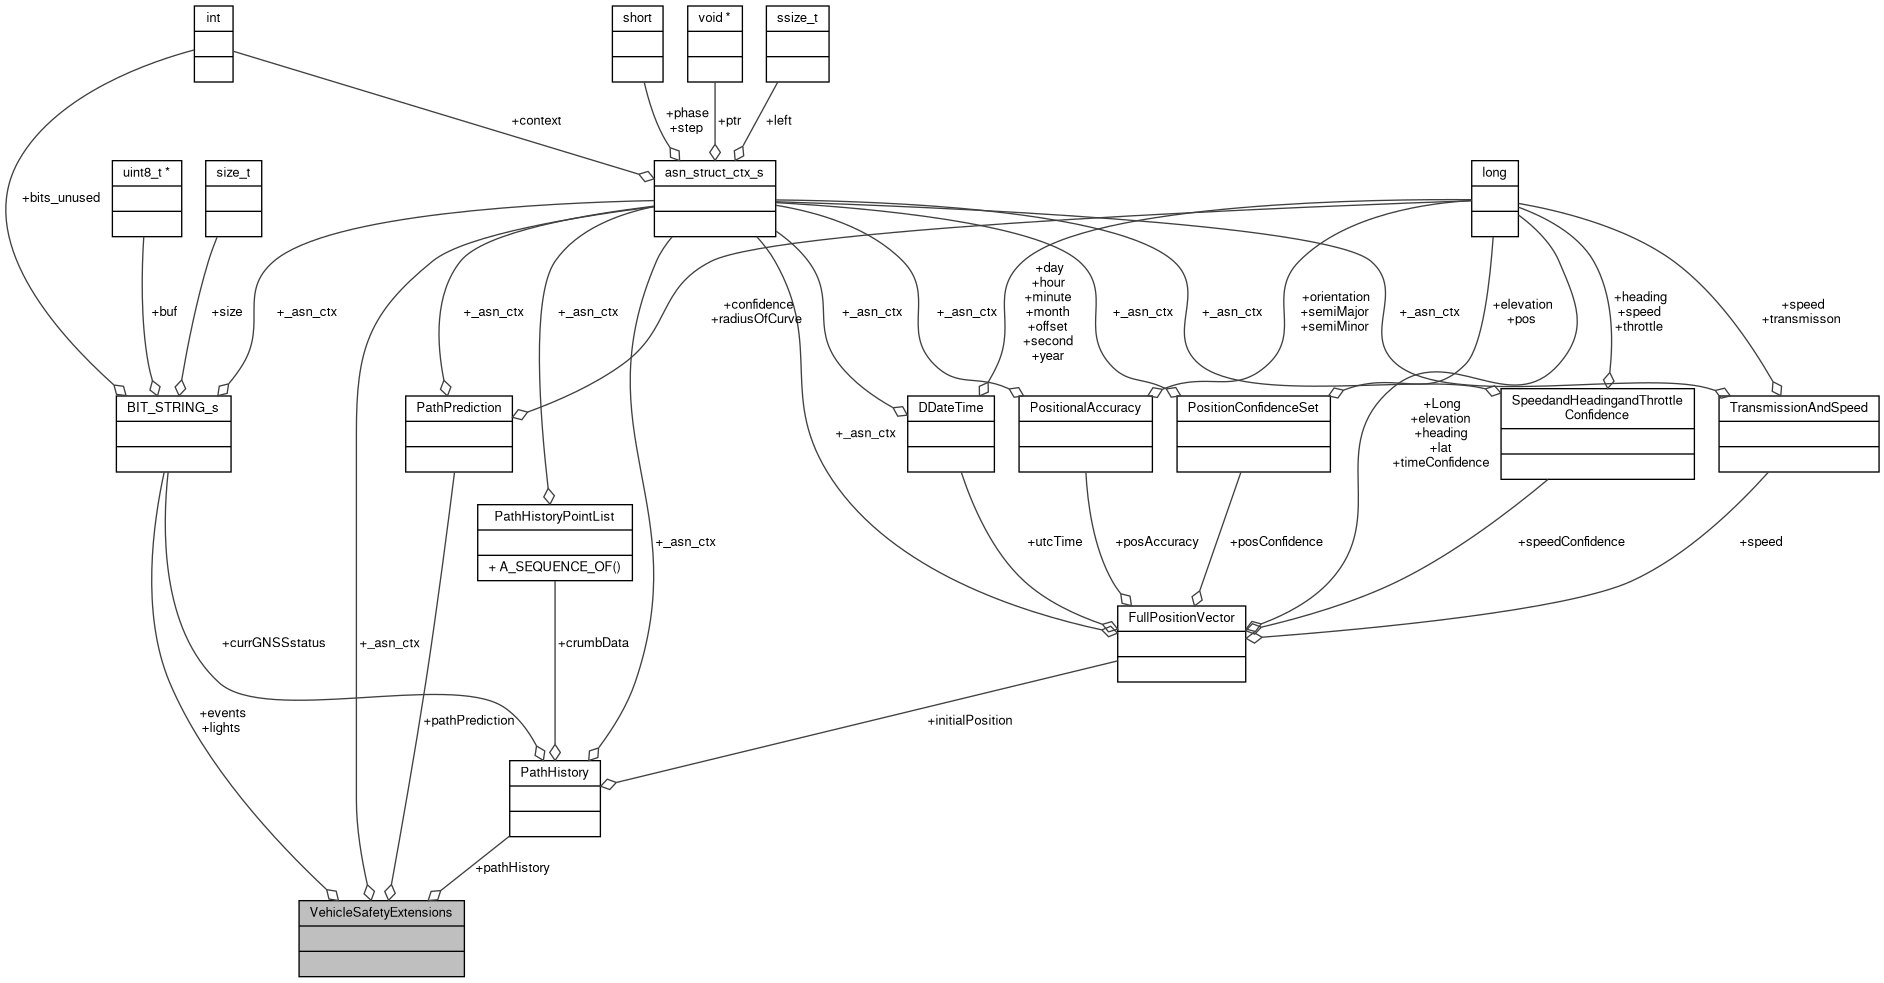 int
short
void *
ssize_t
+context
+phase
+step
+ptr
+left
uint8_t *
size_t
asn_struct_ctx_s
long
+bits_unused
+buf
+size
+_asn_ctx
+_asn_ctx
+_asn_ctx
+confidence
+radiusOfCurve
+_asn_ctx
+_asn_ctx
+day
+hour
+minute
+month
+offset
+second
+year
+_asn_ctx
+_asn_ctx
+orientation
+semiMajor
+semiMinor
+_asn_ctx
+elevation
+pos
+heading
+speed
+throttle
+speed
+transmisson
BIT_STRING_s
PathPrediction
DDateTime
PositionalAccuracy
PositionConfidenceSet
SpeedandHeadingandThrottle
Confidence
TransmissionAndSpeed
+_asn_ctx
+Long
+elevation
+heading
+lat
+timeConfidence
PathHistoryPointList
+ A_SEQUENCE_OF()
+_asn_ctx
+utcTime
+posAccuracy
+posConfidence
+speedConfidence
+speed
FullPositionVector
+currGNSSstatus
+_asn_ctx
+crumbData
+events
+lights
+pathPrediction
+initialPosition
PathHistory
+pathHistory
VehicleSafetyExtensions